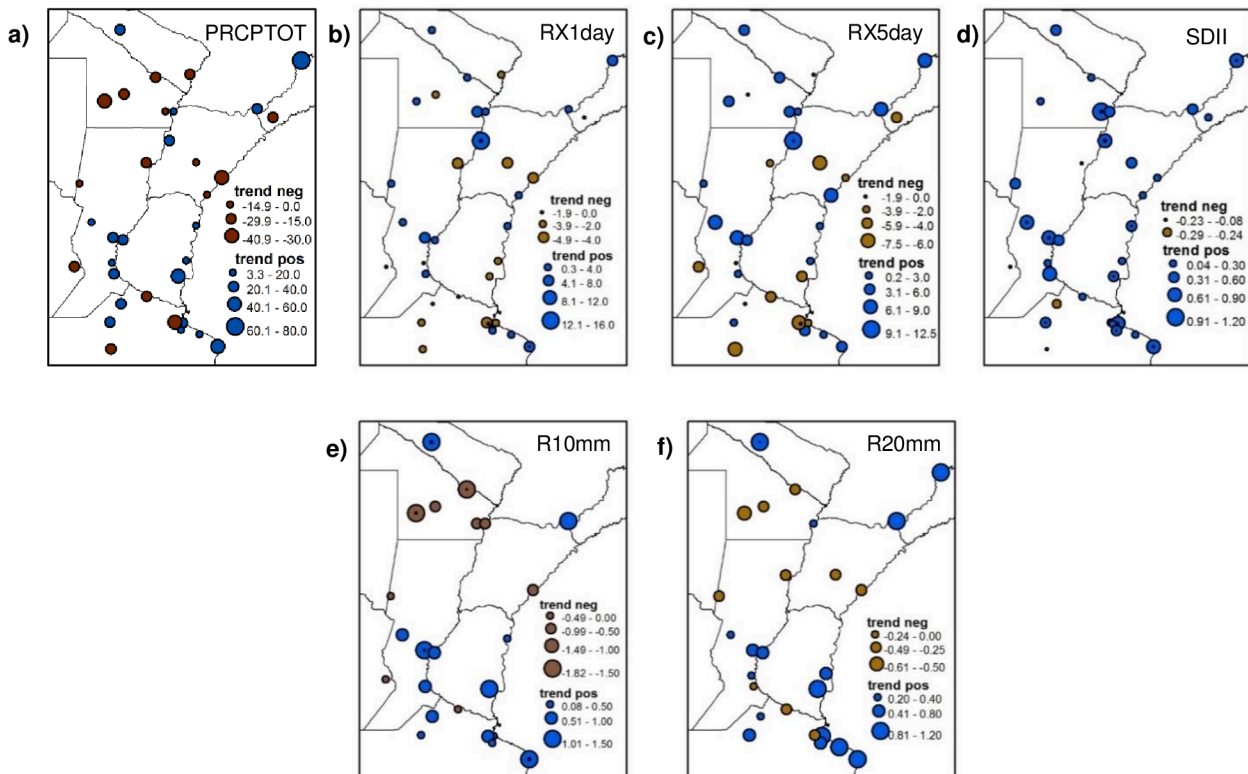 a)
PRCPTOT
trend neg
-14.9 - 0.0
-29.9 - -15.0
-40.9 - -30.0
trend pos
3.3 - 20.0
20.1 - 40.0
40.1 - 60.0
60.1 - 80.0
b)
RX1day
trend neg
-1.9 - 0.0
-3.9 - -2.0
-4.9 - -4.0
trend pos
0.3 - 4.0
4.1 - 8.0
8.1 - 12.0
12.1 - 16.0
c)
RX5day
trend neg
-1.9 - 0.0
-3.9 - -2.0
-5.9 - -4.0
-7.5 - -6.0
trend pos
0.2 - 3.0
3.1 - 6.0
6.1 - 9.0
9.1 - 12.5
d)
SDII
trend neg
-0.23 - -0.08
-0.29 - -0.24
trend pos
0.04 - 0.30
0.31 - 0.60
0.61 - 0.90
0.91 - 1.20
e)
R10mm
trend neg
-0.49 - 0.00
-0.99 - -0.50
-1.49 - -1.00
-1.82 - -1.50
trend pos
0.08 - 0.50
0.51 - 1.00
1.01 - 1.50
f)
R20mm
trend neg
-0.24 - 0.00
-0.49 - -0.25
-0.61 - -0.50
trend pos
0.20 - 0.40
0.41 - 0.80
0.81 - 1.20